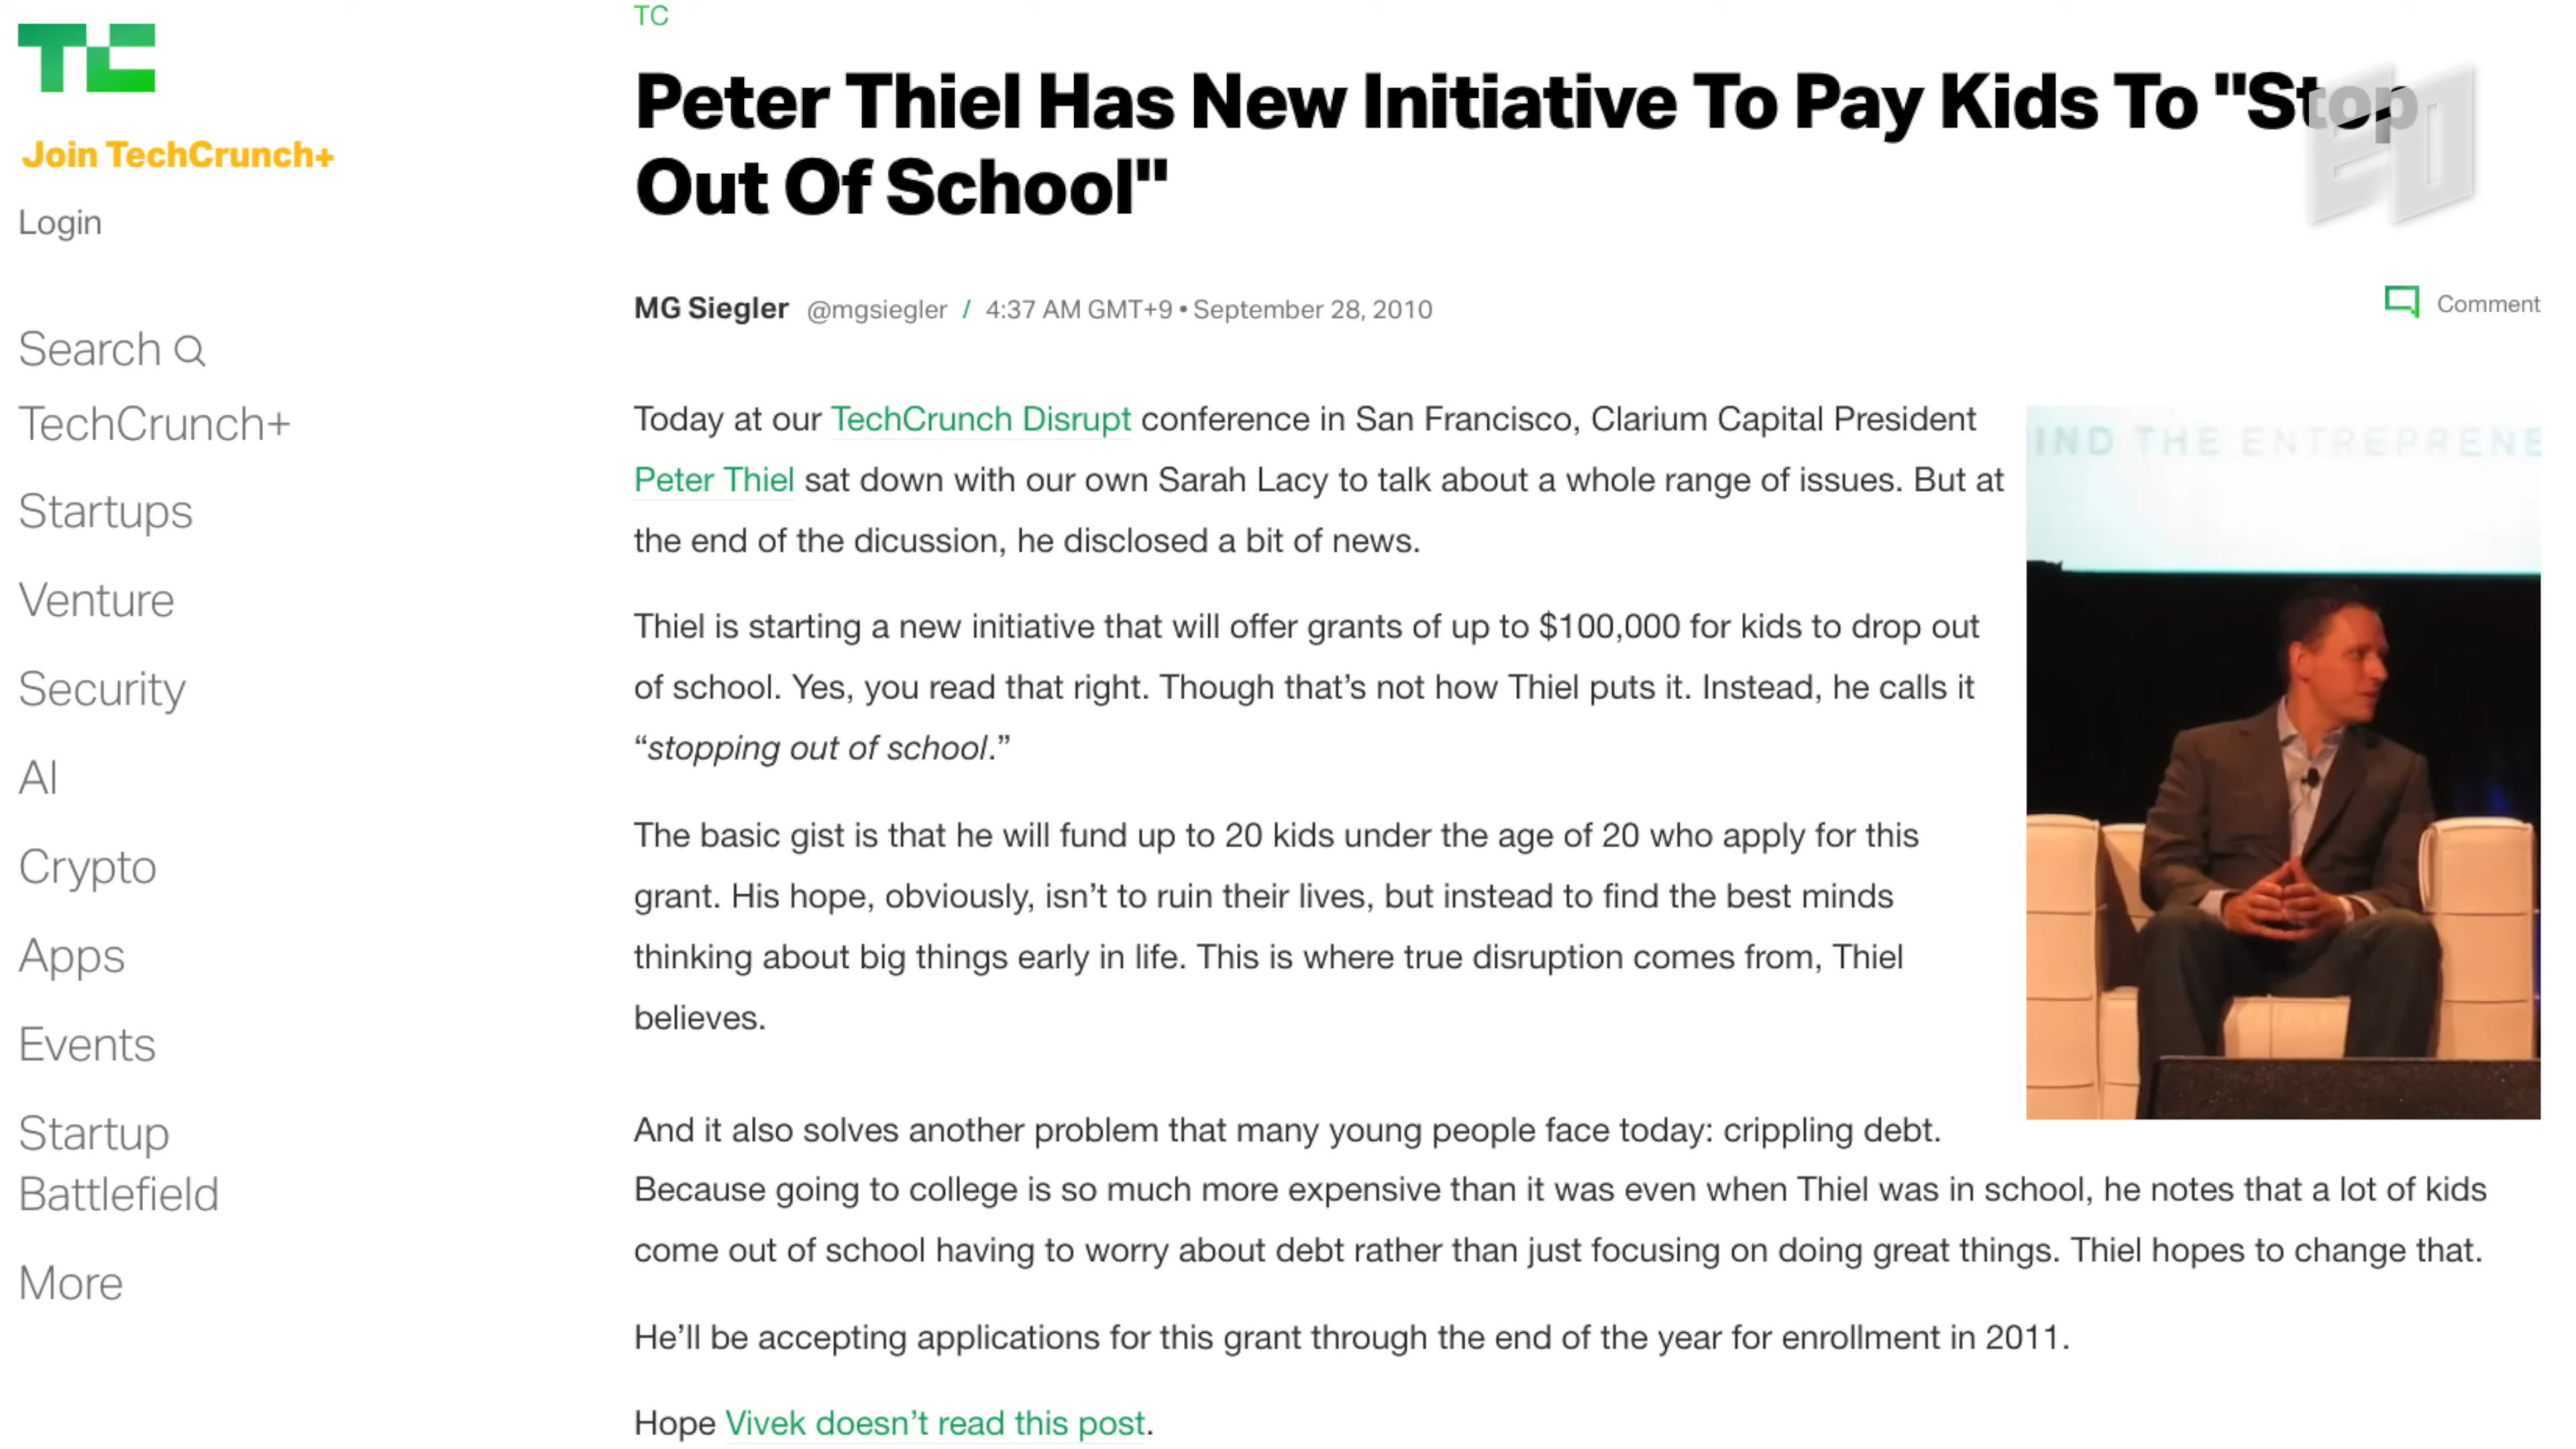 TC
TC
Join TechCrunch+
Login
Search
TechCrunch+
Startups
Venture
Security
AI
Crypto
Apps
Events
Startup
Battlefield
More
Peter Thiel Has New Initiative To Pay Kids To "Stop
Out Of School"
EO
MG Siegler @mgsiegler / 4:37 AM GMT+9 • September 28, 2010
Comment
Today at our TechCrunch Disrupt conference in San Francisco, Clarium Capital President
Peter Thiel sat down with our own Sarah Lacy to talk about a whole range of issues. But at
the end of the dicussion, he disclosed a bit of news.
Thiel is starting a new initiative that will offer grants of up to $100,000 for kids to drop out
of school. Yes, you read that right. Though that’s not how Thiel puts it. Instead, he calls it
“stopping out of school.”
The basic gist is that he will fund up to 20 kids under the age of 20 who apply for this
grant. His hope, obviously, isn’t to ruin their lives, but instead to find the best minds
thinking about big things early in life. This is where true disruption comes from, Thiel
believes.
IND THE ENTREPRENE
And it also solves another problem that many young people face today: crippling debt.
Because going to college is so much more expensive than it was even when Thiel was in school, he notes that a lot of kids
come out of school having to worry about debt rather than just focusing on doing great things. Thiel hopes to change that.
He’ll be accepting applications for this grant through the end of the year for enrollment in 2011.
Hope Vivek doesn’t read this post.